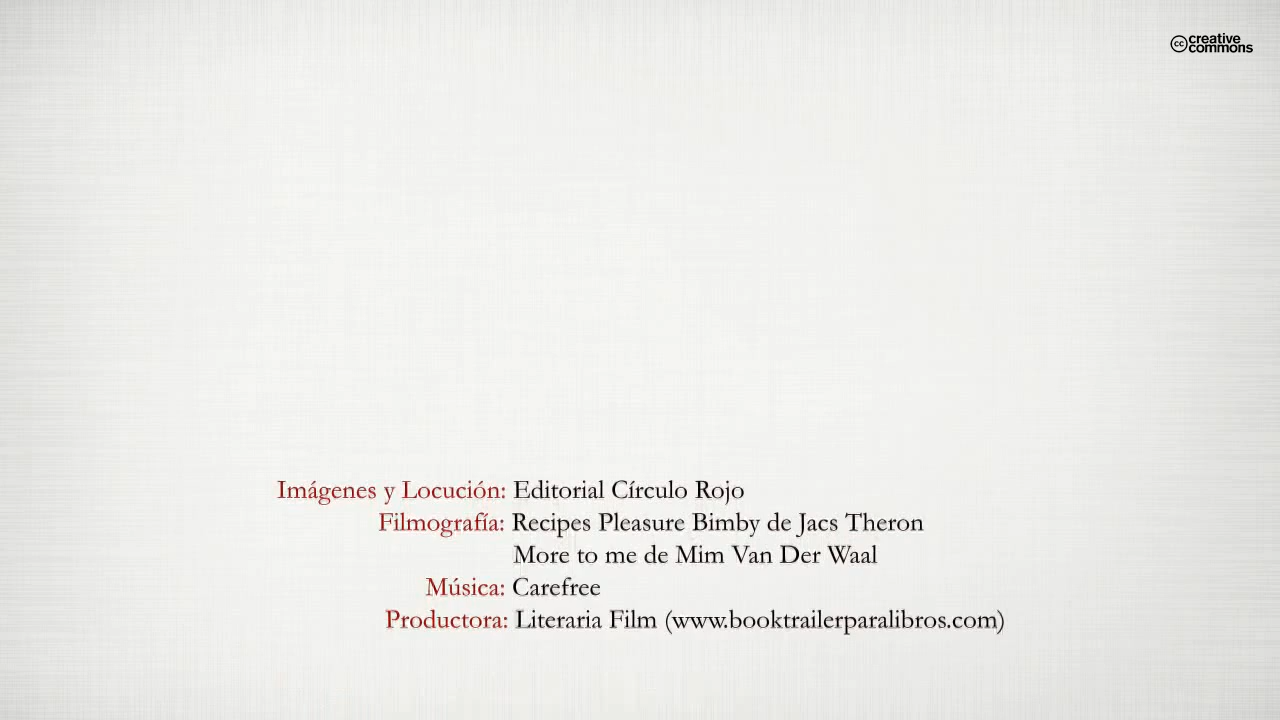 cc creative
commons
Imágenes y Locución: Editorial Círculo Rojo
Filmografía: Recipes Pleasure Bimby de Jacs Theron
More to me de Mim Van Der Waal
Música: Carefree
Productora: Literaria Film (www.booktrailerparalibros.com)